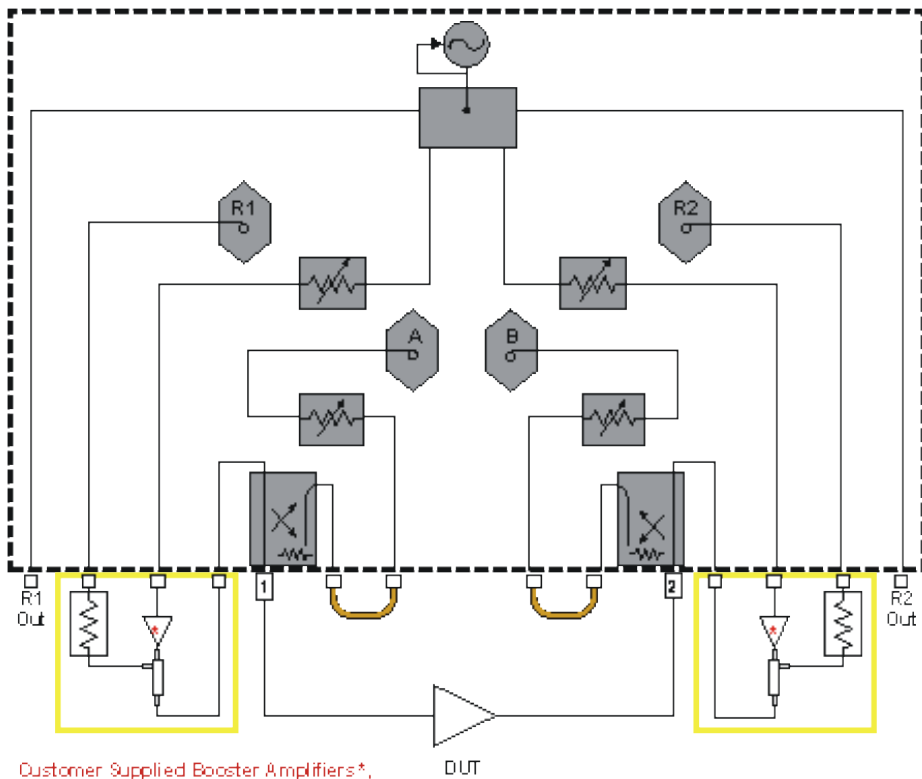 R1
R2
A
B
1
2
R1
Out
R2
Out
*
*
DUT
Customer Supplied Booster Amplifiers*,